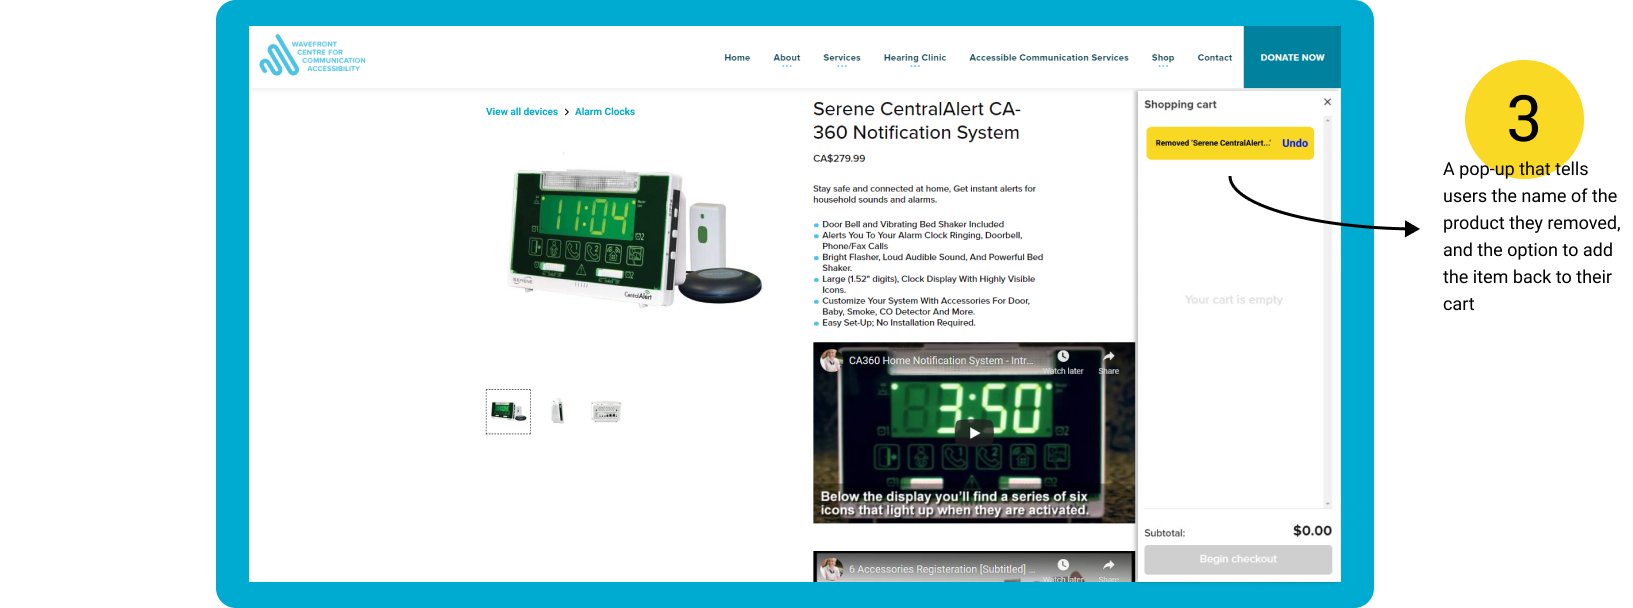 WAVEFRONT
CENTRE FOR
COMMUNICATION
ACCESSIBILITY
Home
About
Services
Hearing Clinic
Accessible Communication Services
Shop
Contact
DONATE NOW
View all devices > Alarm Clocks
11:04
SERENE
CentralAlert
Serene CentralAlert CA-
360 Notification System
CA$279.99
Stay safe and connected at home, Get instant alerts for
household sounds and alarms.
Door Bell and Vibrating Bed Shaker Included
Alerts You To Your Alarm Clock Ringing, Doorbell,
Phone/Fax Calls
Bright Flasher, Loud Audible Sound, And Powerful Bed
Shaker.
Large (1.52" digits), Clock Display With Highly Visible
Icons.
Customize Your System With Accessories For Door,
Baby, Smoke, CO Detector And More.
Easy Set-Up; No Installation Required.
CA360 Home Notification System - Intr...
Watch later
Share
3:50
Below the display you'll find a series of six
icons that light up when they are activated.
6 Accessories Registeration [Subtitled] ...
Watch later
Share
Shopping cart
×
Removed 'Serene CentralAlert...' Undo
Your cart is empty
Subtotal: $0.00
Begin checkout
3
A pop-up that tells
users the name of the
product they removed,
and the option to add
the item back to their
cart